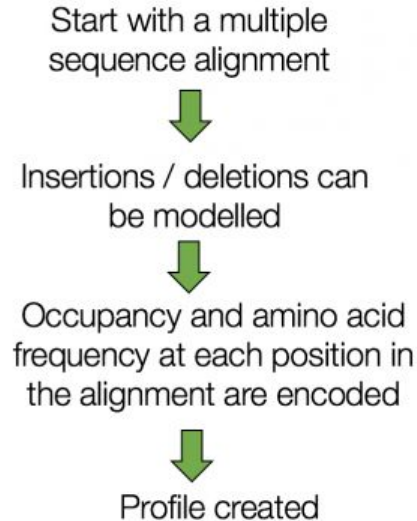 Start with a multiple
sequence alignment
Insertions / deletions can
be modelled
Occupancy and amino acid
frequency at each position in
the alignment are encoded
Profile created